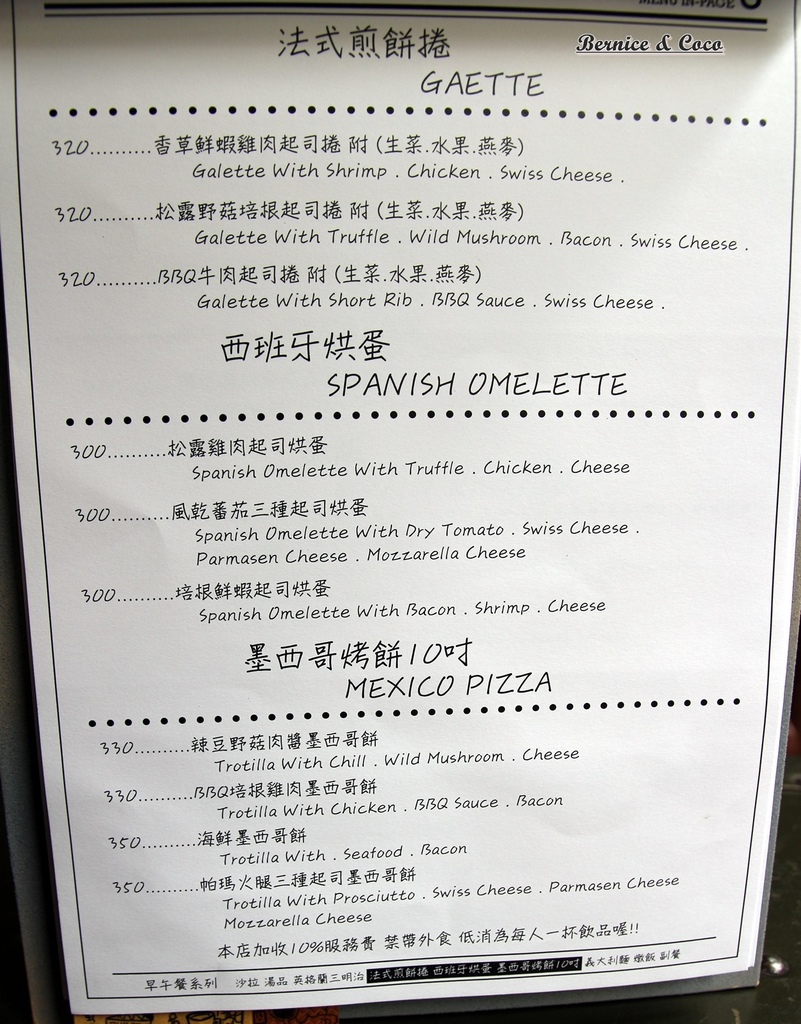 MENU IN-PAGE
Bernice & Coco
法式煎餅捲
GAETTE
320..........香草鮮蝦雞肉起司捲 附 (生菜.水果.燕麥)
Galette With Shrimp . Chicken . Swiss Cheese .
320..........松露野菇培根起司捲 附 (生菜.水果.燕麥)
Galette With Truffle . Wild Mushroom . Bacon . Swiss Cheese .
320..........BBQ牛肉起司捲 附 (生菜.水果.燕麥)
Galette With Short Rib . BBQ Sauce . Swiss Cheese .
西班牙烘蛋
SPANISH OMELETTE
300..........松露雞肉起司烘蛋
Spanish Omelette With Truffle . Chicken . Cheese
300..........風乾蕃茄三種起司烘蛋
Spanish Omelette With Dry Tomato . Swiss Cheese .
Parmasen Cheese . Mozzarella Cheese
300..........培根鮮蝦起司烘蛋
Spanish Omelette With Bacon . Shrimp . Cheese
墨西哥烤餅10吋
MEXICO PIZZA
330..........辣豆野菇肉醬墨西哥餅
Trotilla With Chill . Wild Mushroom . Cheese
330..........BBQ培根雞肉墨西哥餅
Trotilla With Chicken . BBQ Sauce . Bacon
350..........海鮮墨西哥餅
Trotilla With . Seafood . Bacon
350..........帕瑪火腿三種起司墨西哥餅
Trotilla With Prosciutto . Swiss Cheese . Parmasen Cheese
Mozzarella Cheese
本店加收10%服務費 禁帶外食 低消為每人一杯飲品喔!!
早午餐系列 沙拉 湯品 英格蘭三明治 法式煎餅捲 西班牙烘蛋 墨西哥烤餅10吋 義大利麵 燉飯 副餐